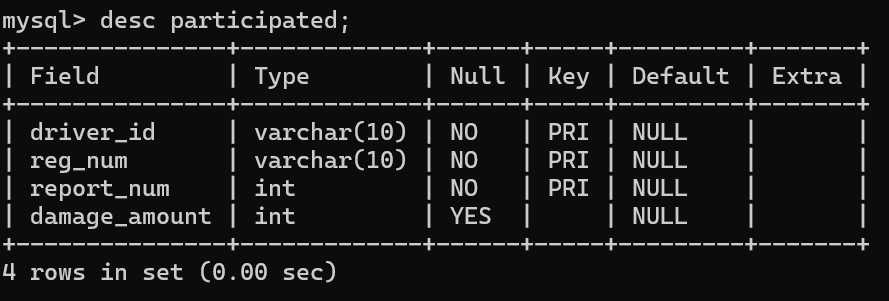 mysql> desc participated;
+---------------+-------------+------+-----+---------+-------+
| Field         | Type        | Null | Key | Default | Extra |
+---------------+-------------+------+-----+---------+-------+
| driver_id     | varchar(10) | NO   | PRI | NULL    |       |
| reg_num       | varchar(10) | NO   | PRI | NULL    |       |
| report_num    | int         | NO   | PRI | NULL    |       |
| damage_amount | int         | YES  |     | NULL    |       |
+---------------+-------------+------+-----+---------+-------+
4 rows in set (0.00 sec)